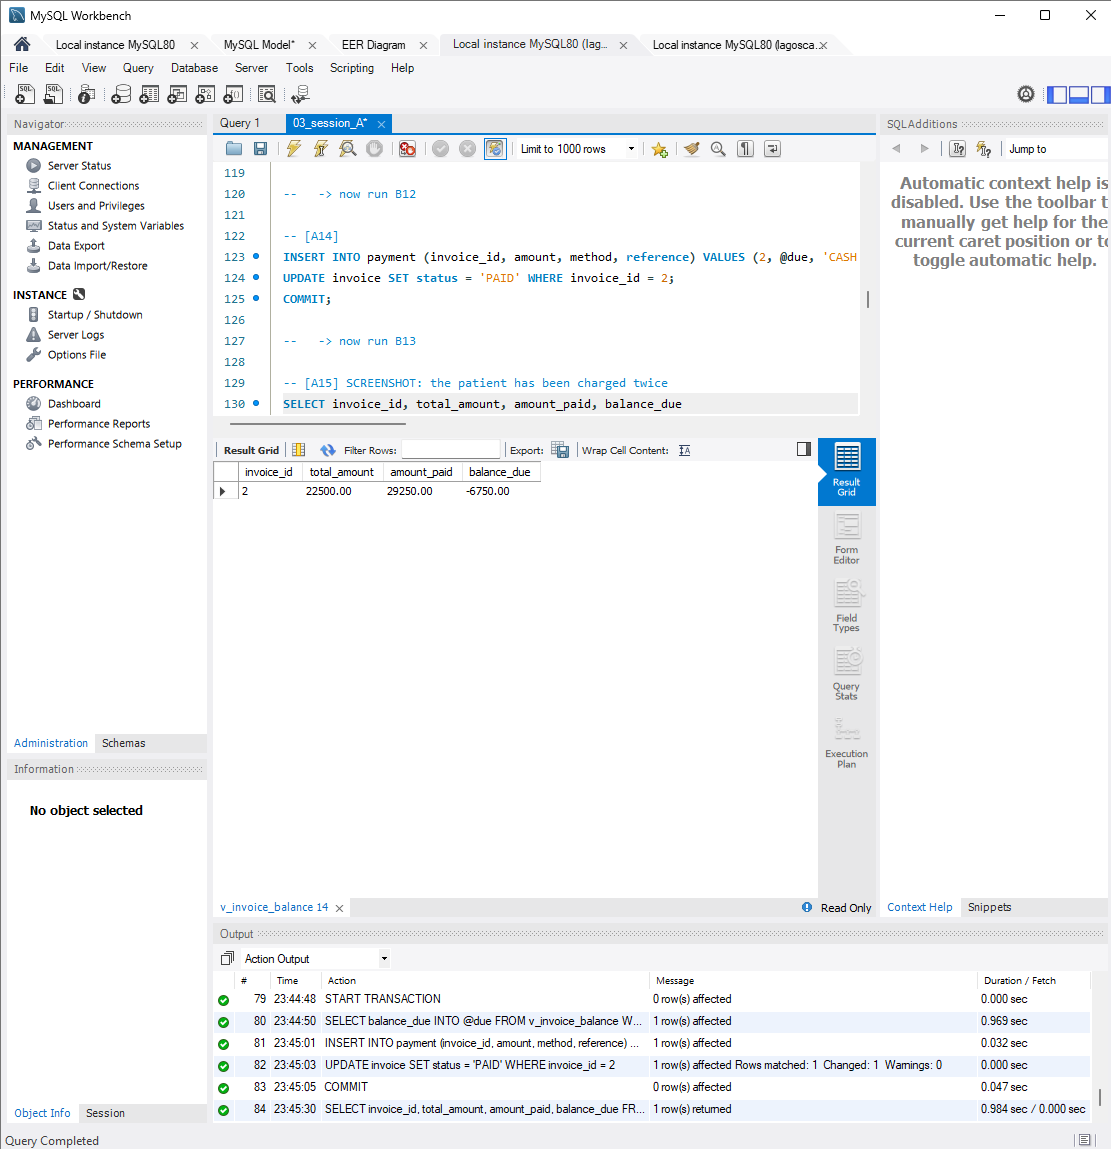 MySQL Workbench
Local instance MySQL80
MySQL Model*
EER Diagram
Local instance MySQL80 (lag...
Local instance MySQL80 (lagosca...
File Edit View Query Database Server Tools Scripting Help
Navigator
MANAGEMENT
Server Status
Client Connections
Users and Privileges
Status and System Variables
Data Export
Data Import/Restore
INSTANCE
Startup / Shutdown
Server Logs
Options File
PERFORMANCE
Dashboard
Performance Reports
Performance Schema Setup
Administration Schemas
Information
No object selected
Object Info Session
Query Completed
Query 1 03_session_A*
Limit to 1000 rows
119
120 --   -> now run B12
121
122 -- [A14]
123 INSERT INTO payment (invoice_id, amount, method, reference) VALUES (2, @due, 'CASH
124 UPDATE invoice SET status = 'PAID' WHERE invoice_id = 2;
125 COMMIT;
126
127 --   -> now run B13
128
129 -- [A15] SCREENSHOT: the patient has been charged twice
130 SELECT invoice_id, total_amount, amount_paid, balance_due
Result Grid Filter Rows: Export: Wrap Cell Content:
invoice_id total_amount amount_paid balance_due
2 22500.00 29250.00 -6750.00
Result Grid
Form Editor
Field Types
Query Stats
Execution Plan
v_invoice_balance 14
Read Only
SQLAdditions
Jump to
Automatic context help is
disabled. Use the toolbar t
manually get help for the
current caret position or to
toggle automatic help.
Context Help Snippets
Output
Action Output
# Time Action Message Duration / Fetch
79 23:44:48 START TRANSACTION 0 row(s) affected 0.000 sec
80 23:44:50 SELECT balance_due INTO @due FROM v_invoice_balance W... 1 row(s) affected 0.969 sec
81 23:45:01 INSERT INTO payment (invoice_id, amount, method, reference) ... 1 row(s) affected 0.032 sec
82 23:45:03 UPDATE invoice SET status = 'PAID' WHERE invoice_id = 2 1 row(s) affected Rows matched: 1 Changed: 1 Warnings: 0 0.000 sec
83 23:45:05 COMMIT 0 row(s) affected 0.047 sec
84 23:45:30 SELECT invoice_id, total_amount, amount_paid, balance_due FR... 1 row(s) returned 0.984 sec / 0.000 sec